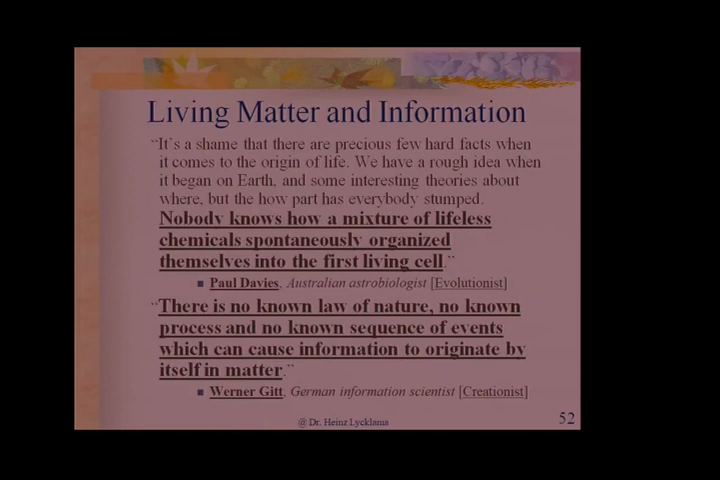 Living Matter and Information
“It’s a shame that there are precious few hard facts when
it comes to the origin of life. We have a rough idea when
it began on Earth, and some interesting theories about
where, but the how part has everybody stumped.
Nobody knows how a mixture of lifeless
chemicals spontaneously organized
themselves into the first living cell.”
Paul Davies, Australian astrobiologist [Evolutionist]
“There is no known law of nature, no known
process and no known sequence of events
which can cause information to originate by
itself in matter.”
Werner Gitt, German information scientist [Creationist]
@ Dr. Heinz Lycklama
52